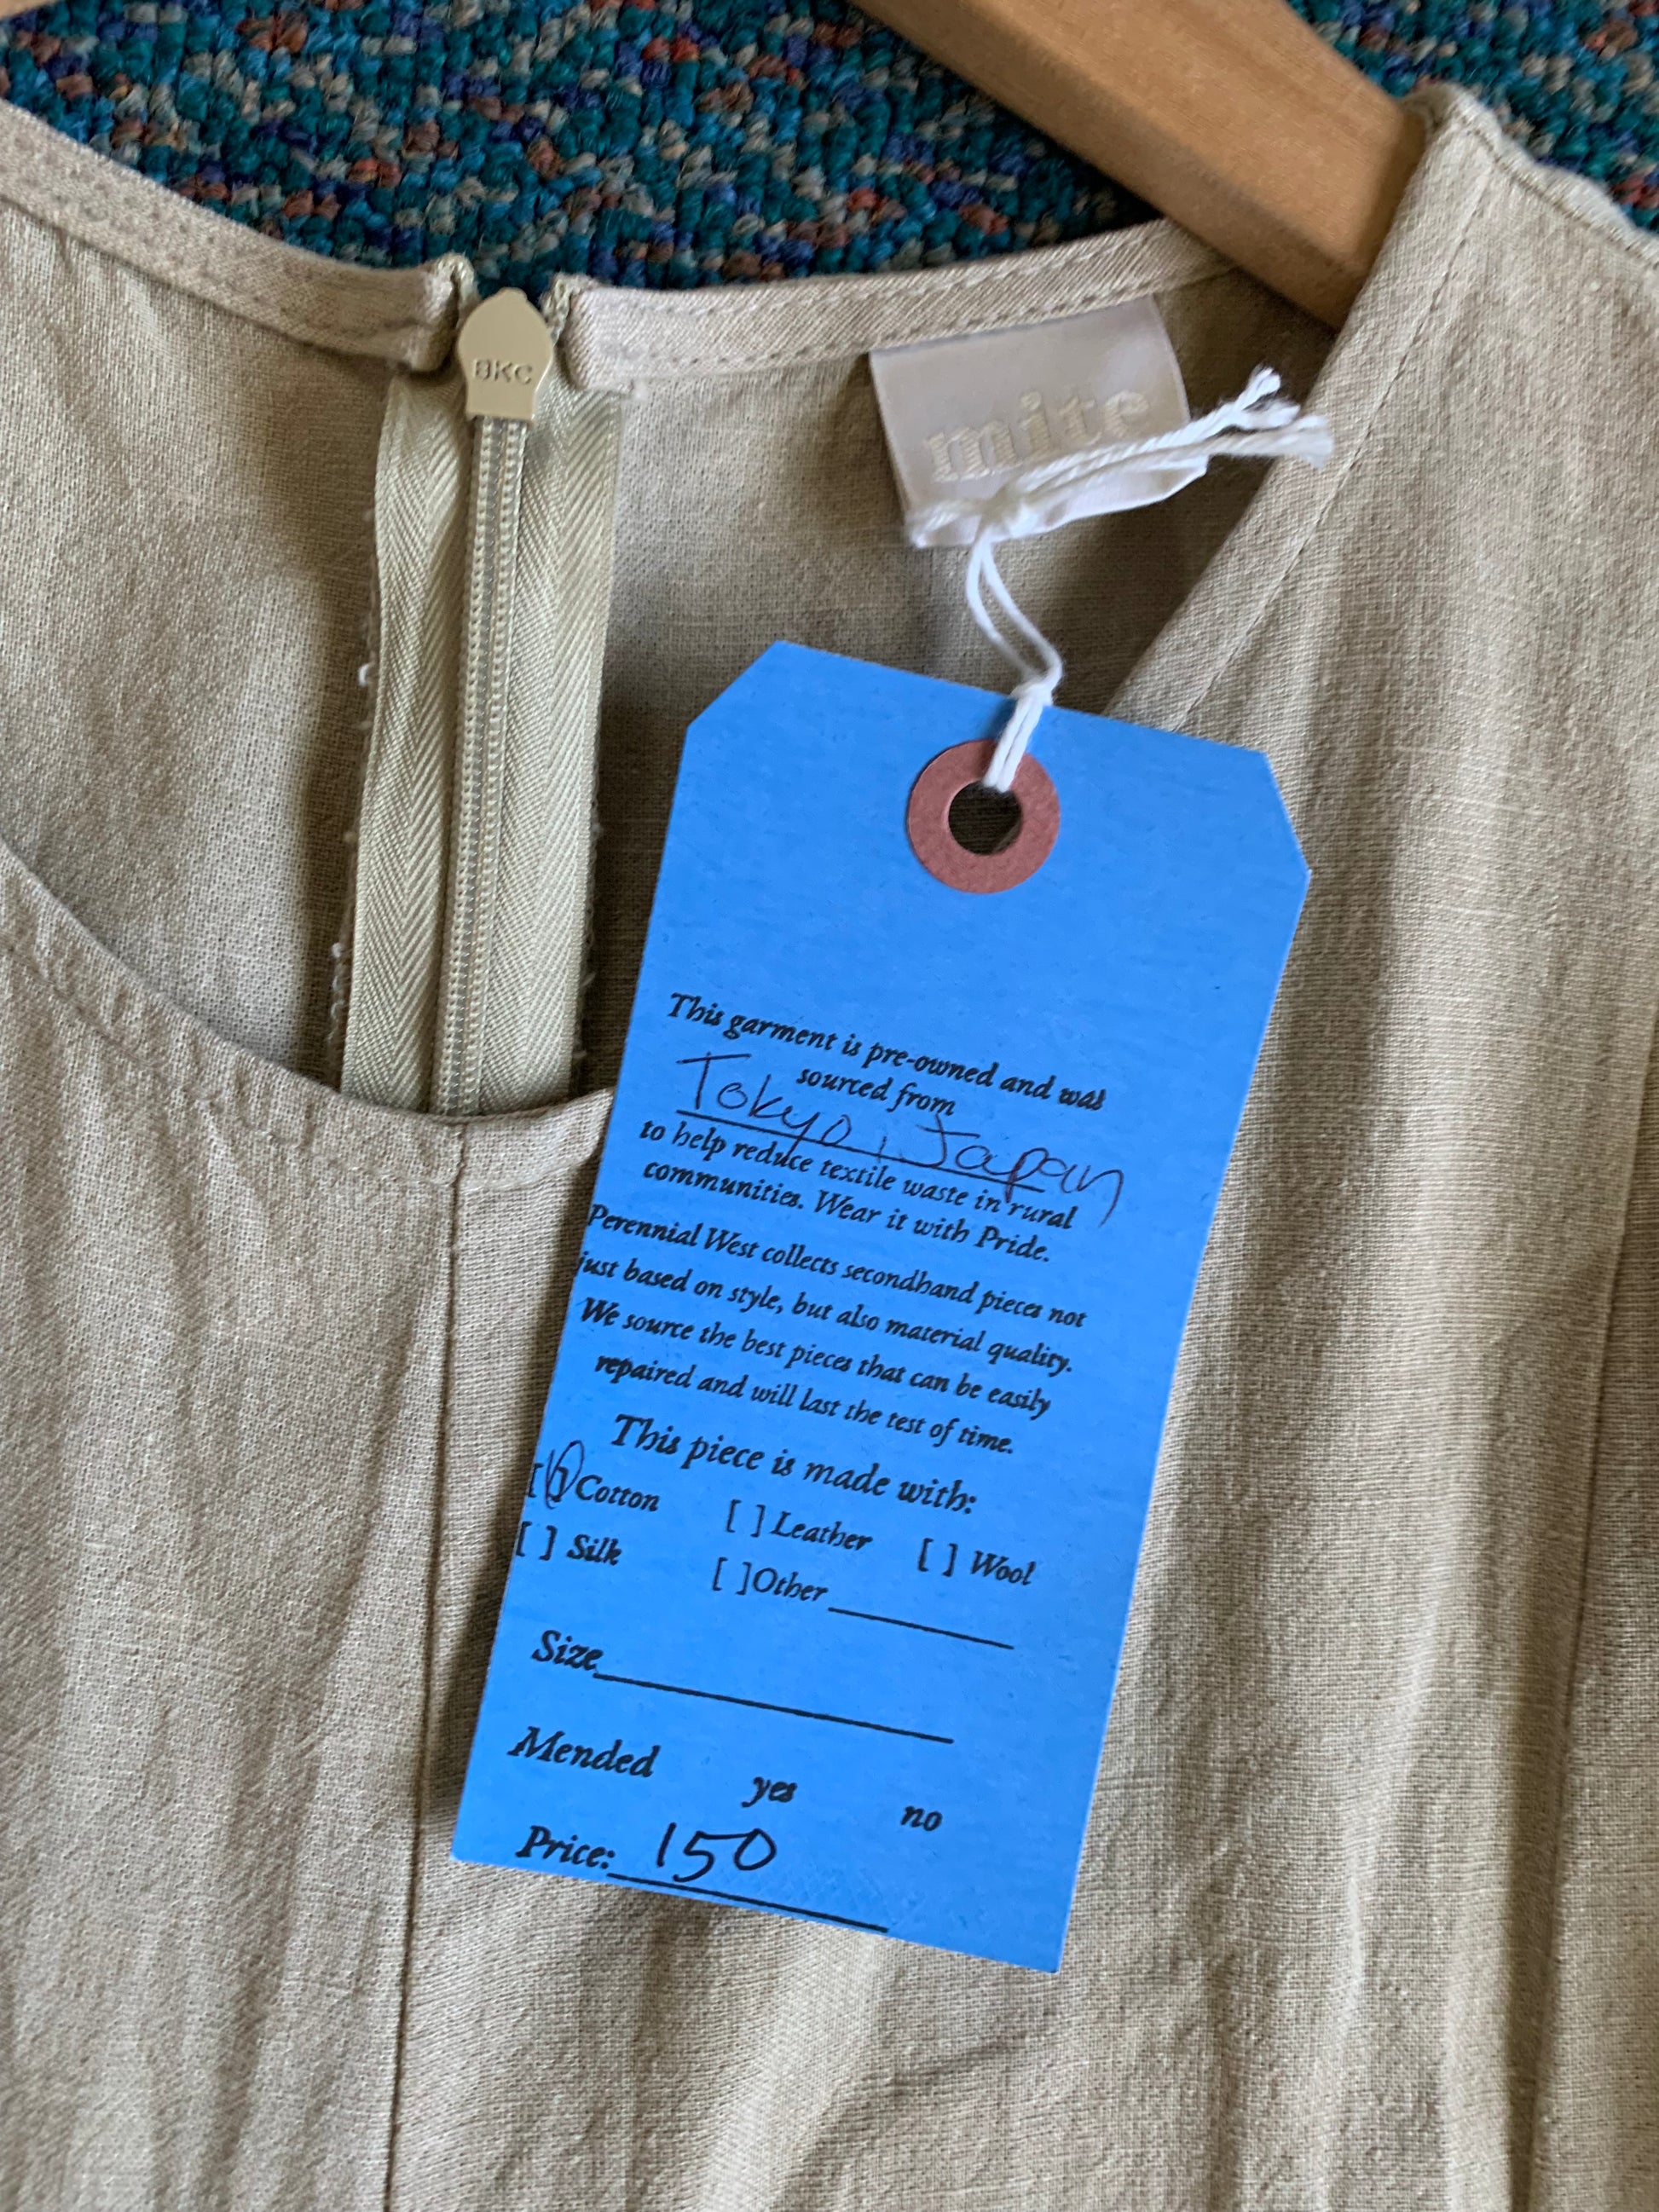 BKC
mite
This garment is pre-owned and was
sourced from
Tokyo, Japan
to help reduce textile waste in rural
communities. Wear it with Pride.
Perennial West collects secondhand pieces not
just based on style, but also material quality.
We source the best pieces that can be easily
repaired and will last the test of time.
This piece is made with:
[ ] Cotton [ ] Leather [ ] Wool
[ ] Silk [ ] Other
Size
Mended yes no
Price: 150